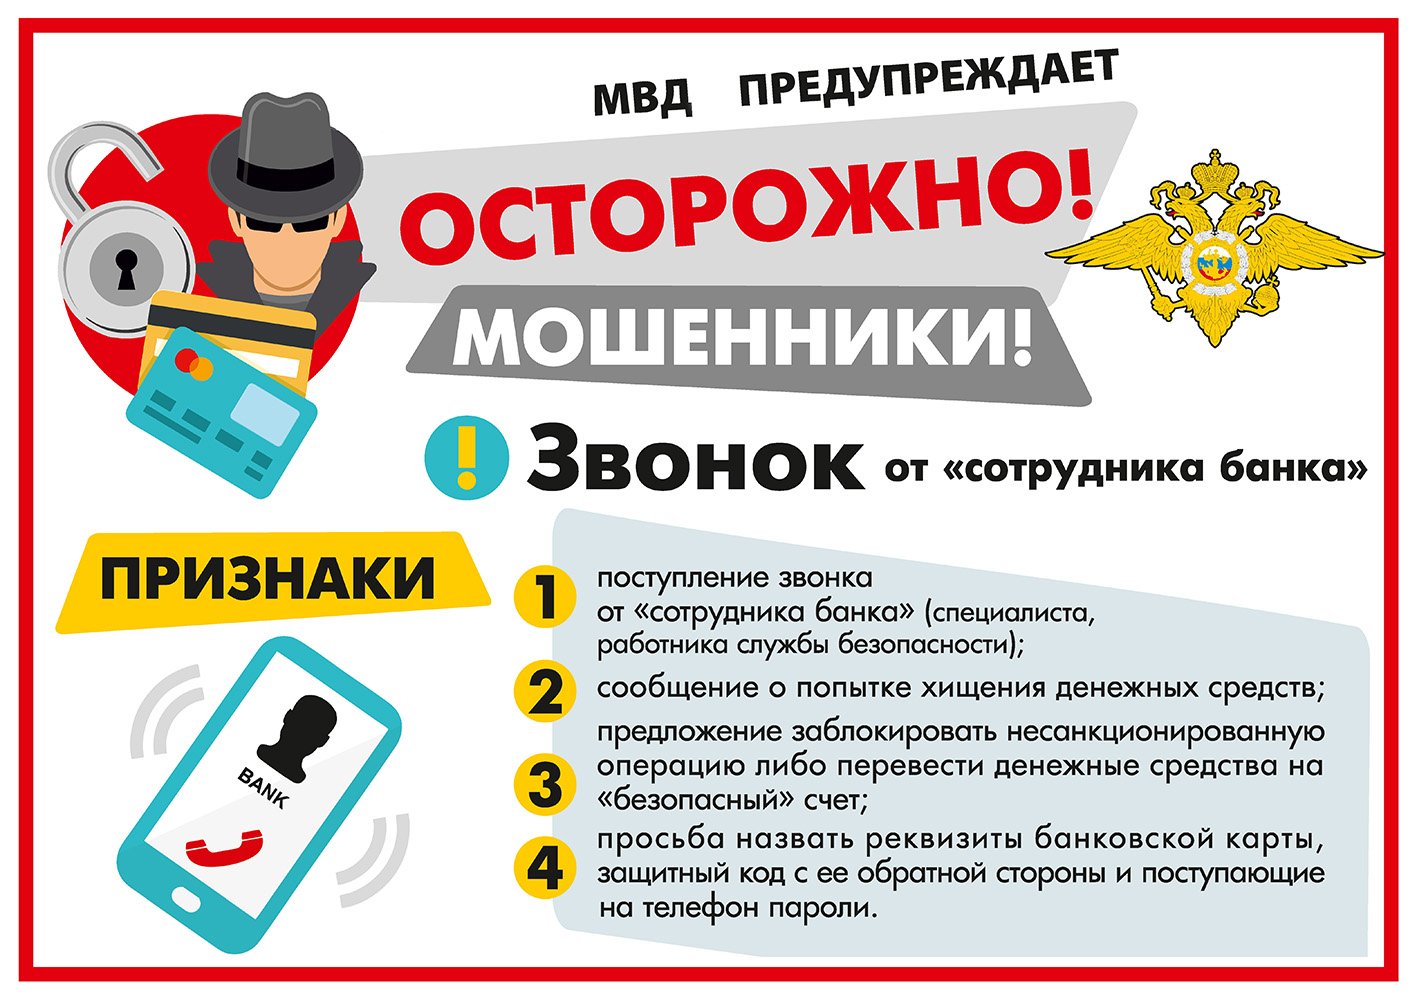 МВД ПРЕДУПРЕЖДАЕТ
ОСТОРОЖНО!
МОШЕННИКИ!
! Звонок от «сотрудника банка»
ПРИЗНАКИ
1 поступление звонка
от «сотрудника банка» (специалиста,
работника службы безопасности);
2 сообщение о попытке хищения денежных средств;
3 предложение заблокировать несанкционированную
операцию либо перевести денежные средства на
«безопасный» счет;
4 просьба назвать реквизиты банковской карты,
защитный код с ее обратной стороны и поступающие
на телефон пароли.
BANK